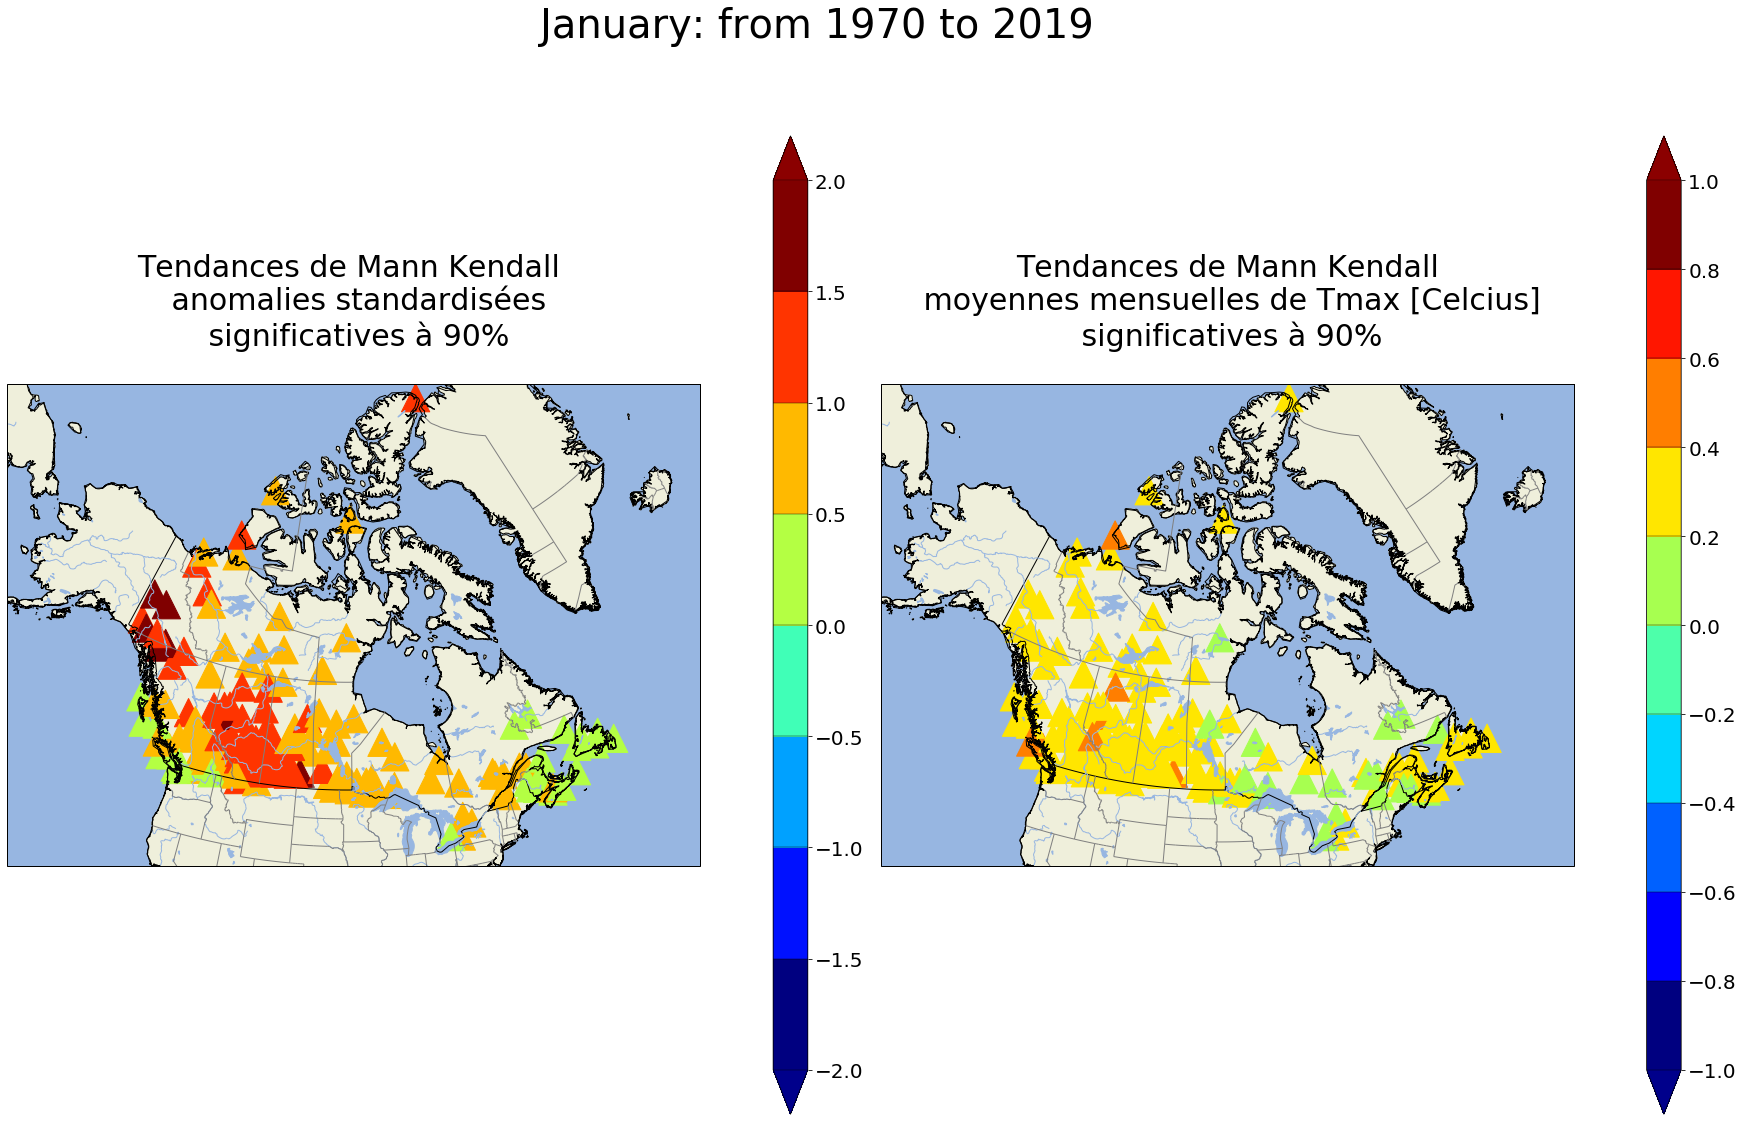 January: from 1970 to 2019
Tendances de Mann Kendall
anomalies standardisées
significatives à 90%
2.0
1.5
1.0
0.5
0.0
−0.5
−1.0
−1.5
−2.0
Tendances de Mann Kendall
moyennes mensuelles de Tmax [Celcius]
significatives à 90%
1.0
0.8
0.6
0.4
0.2
0.0
−0.2
−0.4
−0.6
−0.8
−1.0